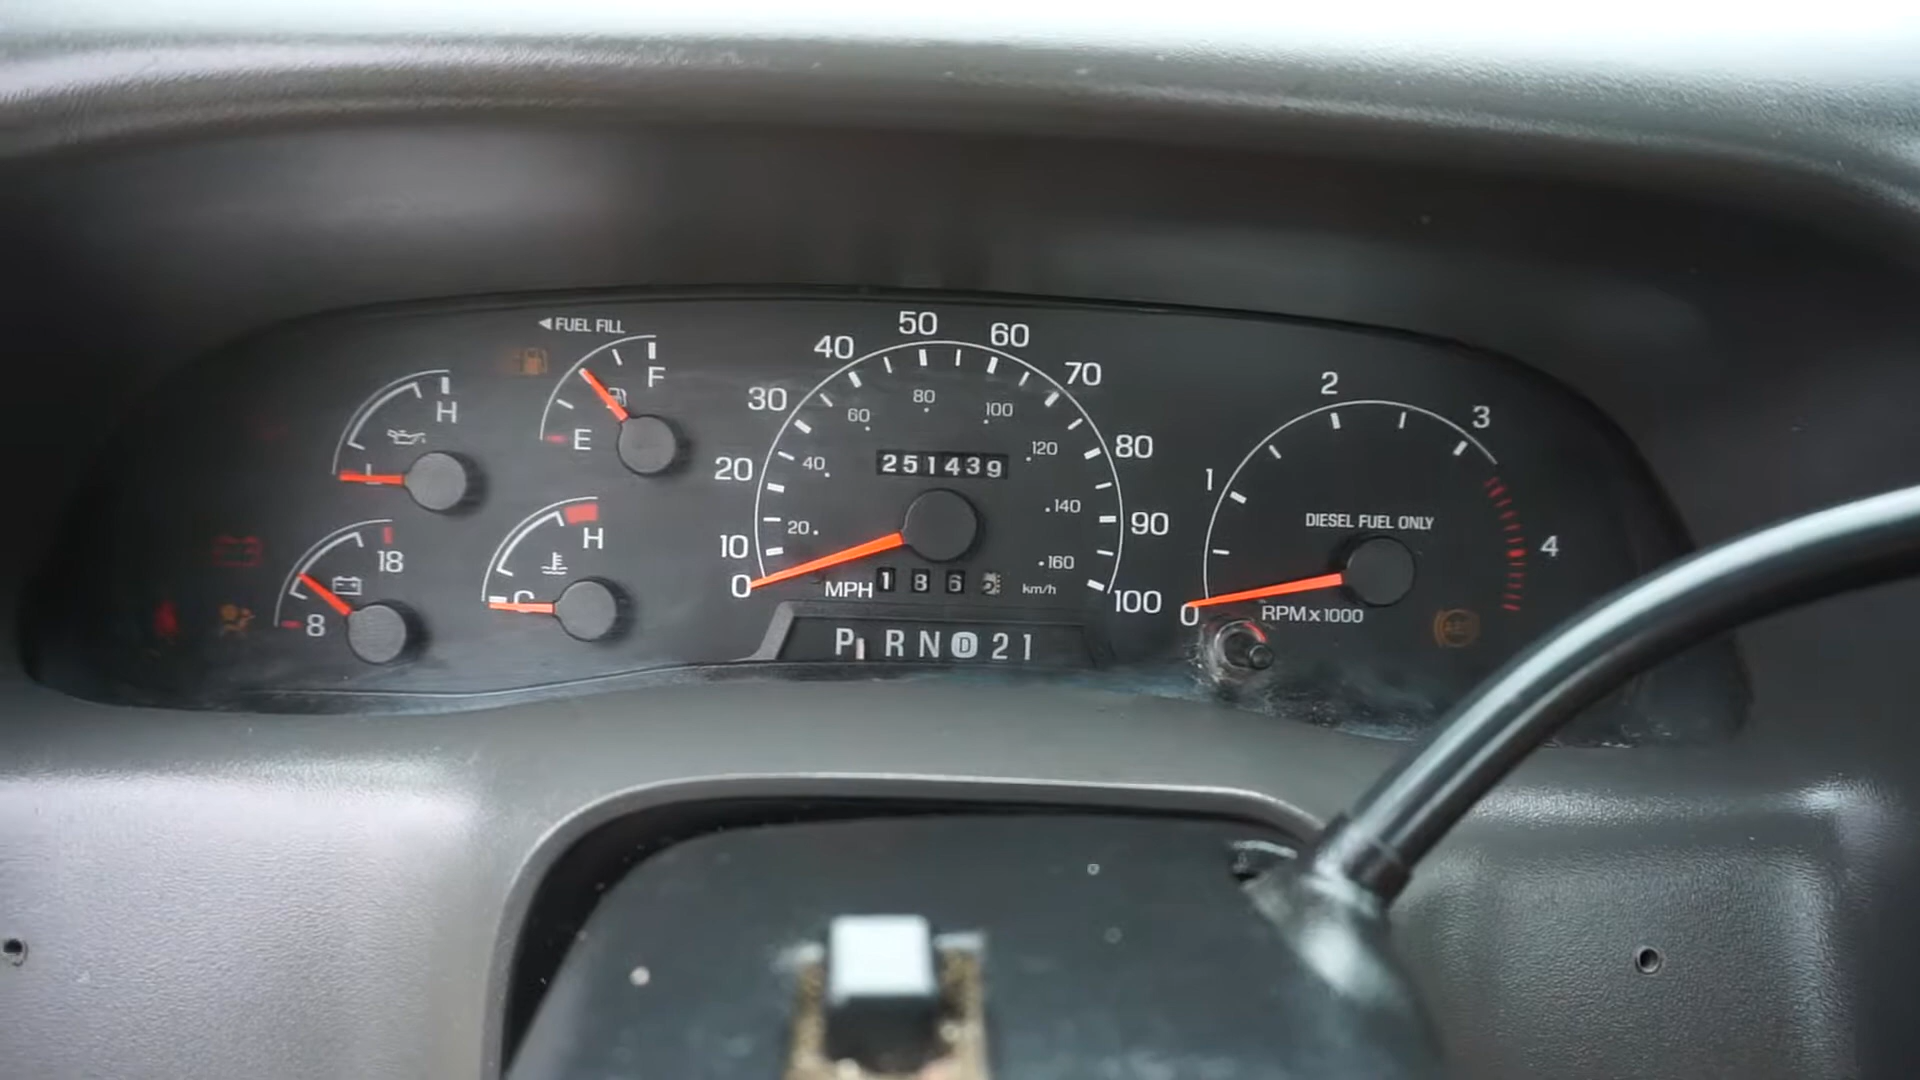 ◀ FUEL FILL
F
E
H
L
18
8
H
C
0 10 20 30 40 50 60 70 80 90 100
20 40 60 80 100 120 140 160
251439
MPH
186
km/h
P R N D 2 1
0 1 2 3 4
DIESEL FUEL ONLY
RPM x 1000
ABS